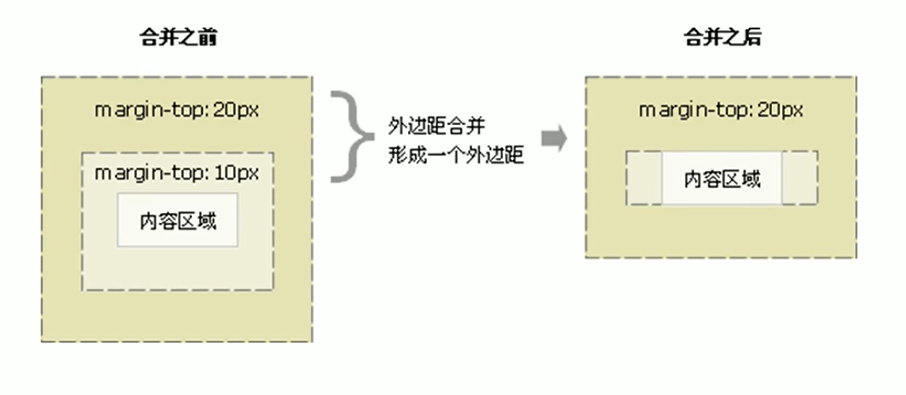 合并之前
合并之后
margin-top: 20px
margin-top: 10px
内容区域
外边距合并
形成一个外边距
margin-top: 20px
内容区域